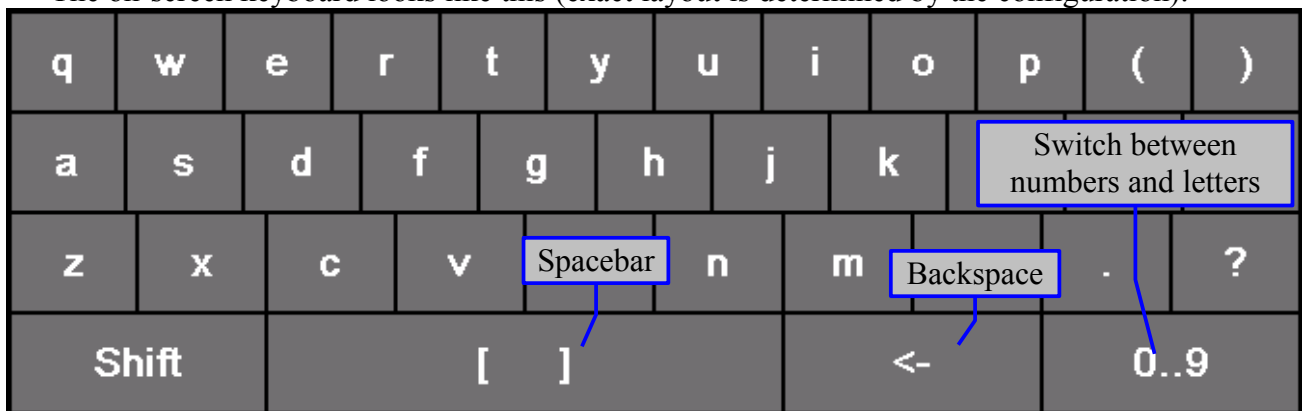 The on-screen keyboard looks like this (exact layout is determined by the configuration):
q w e r t y u i o p ( )
a s d f g h j k
Switch between
numbers and letters
z x c v n m . ?
Spacebar
Backspace
Shift [ ] <- 0..9